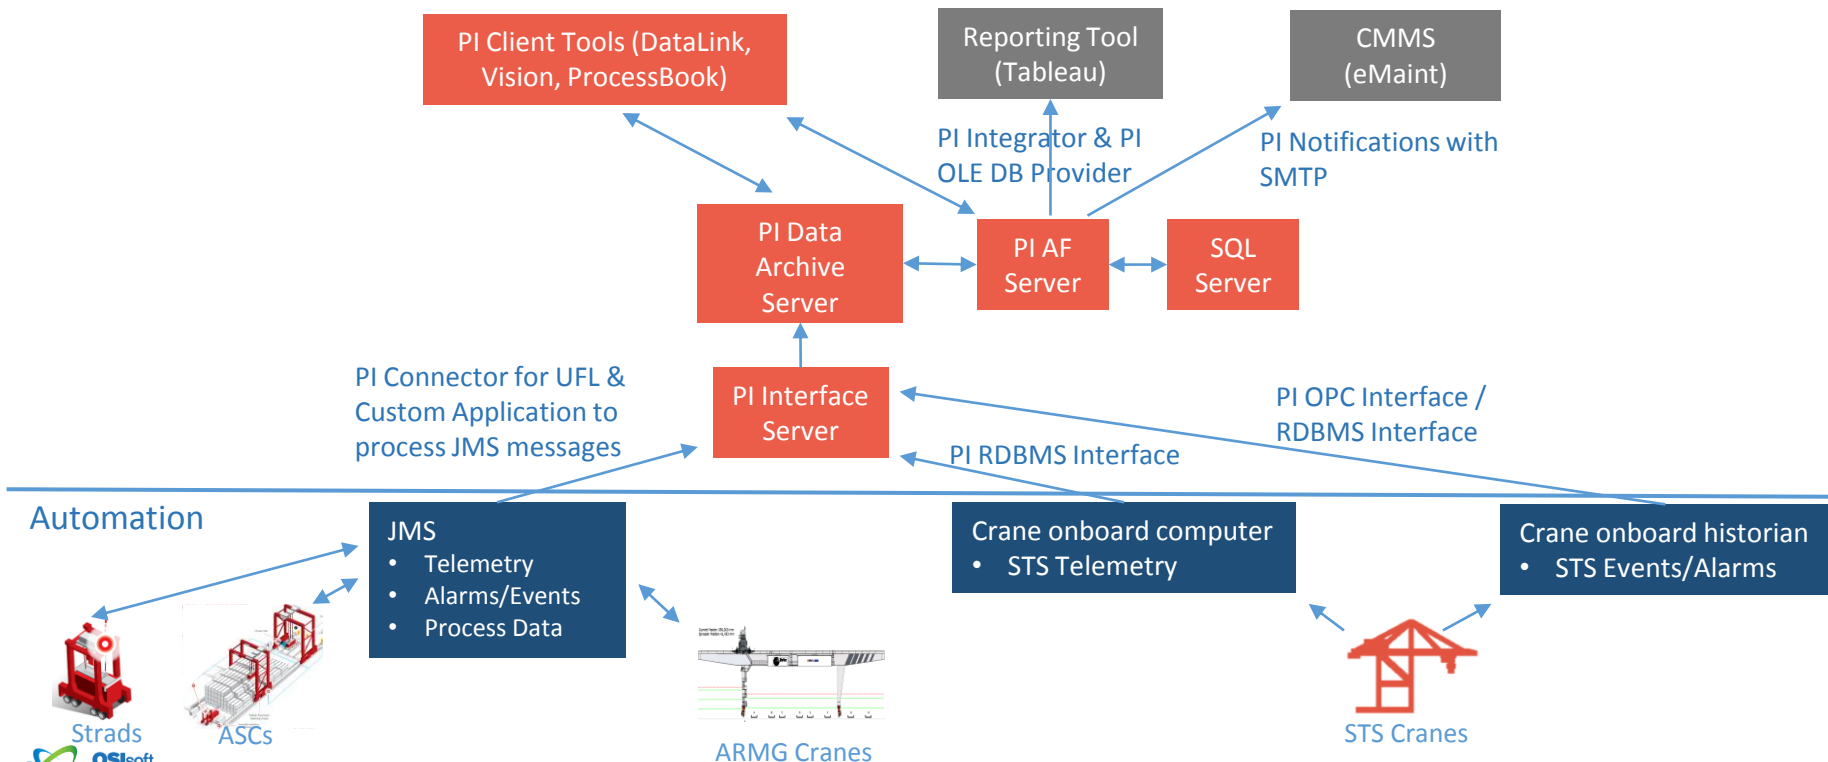 PI Client Tools (DataLink,
Vision, ProcessBook)
Reporting Tool
(Tableau)
CMMS
(eMaint)
PI Integrator & PI
OLE DB Provider
PI Notifications with
SMTP
PI Data
Archive
Server
PI AF
Server
SQL
Server
PI Connector for UFL &
Custom Application to
process JMS messages
PI Interface
Server
PI OPC Interface /
RDBMS Interface
PI RDBMS Interface
Automation
JMS
• Telemetry
• Alarms/Events
• Process Data
Crane onboard computer
• STS Telemetry
Crane onboard historian
• STS Events/Alarms
Strads
ASCs
ARMG Cranes
STS Cranes
OSIsoft